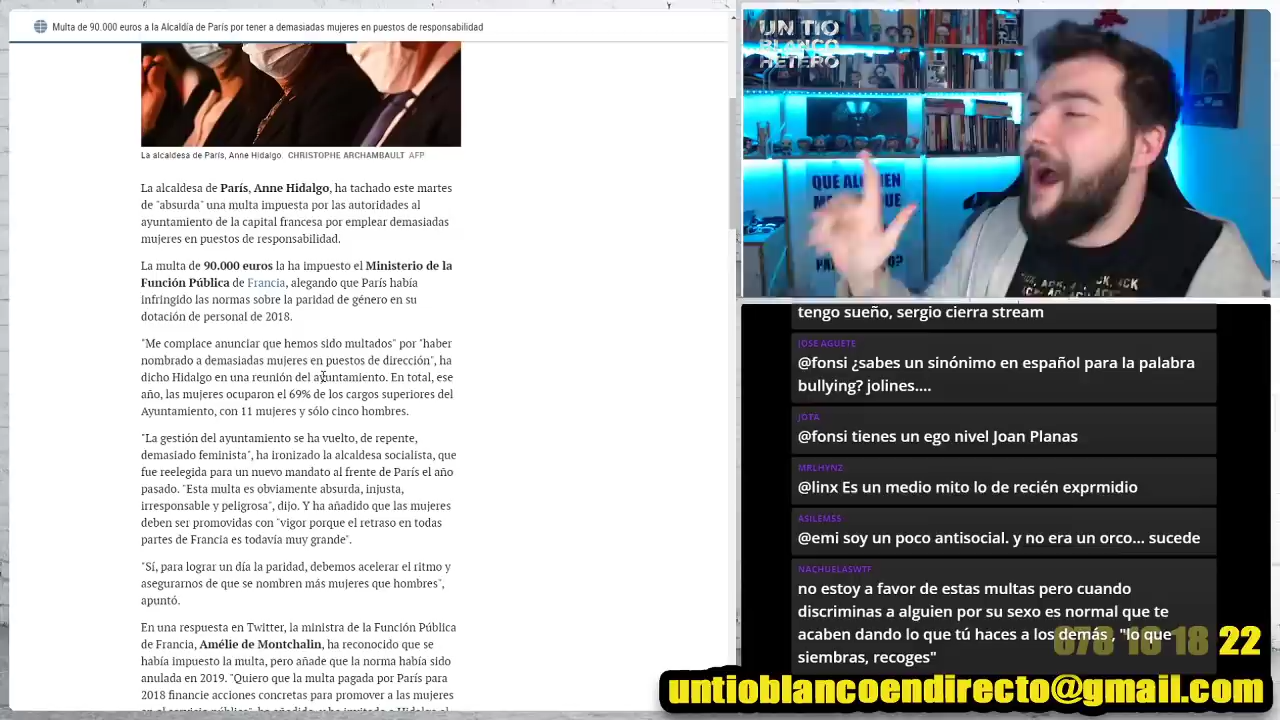 Multa de 90.000 euros a la Alcaldía de París por tener a demasiadas mujeres en puestos de responsabilidad
La alcaldesa de París, Anne Hidalgo. CHRISTOPHE ARCHAMBAULT AFP
La alcaldesa de París, Anne Hidalgo, ha tachado este martes
de "absurda" una multa impuesta por las autoridades al
ayuntamiento de la capital francesa por emplear demasiadas
mujeres en puestos de responsabilidad.
La multa de 90.000 euros la ha impuesto el Ministerio de la
Función Pública de Francia, alegando que París había
infringido las normas sobre la paridad de género en su
dotación de personal de 2018.
"Me complace anunciar que hemos sido multados" por "haber
nombrado a demasiadas mujeres en puestos de dirección", ha
dicho Hidalgo en una reunión del ayuntamiento. En total, ese
año, las mujeres ocuparon el 69% de los cargos superiores del
Ayuntamiento, con 11 mujeres y sólo cinco hombres.
"La gestión del ayuntamiento se ha vuelto, de repente,
demasiado feminista", ha ironizado la alcaldesa socialista, que
fue reelegida para un nuevo mandato al frente de París el año
pasado. "Esta multa es obviamente absurda, injusta,
irresponsable y peligrosa", dijo. Y ha añadido que las mujeres
deben ser promovidas con "vigor porque el retraso en todas
partes de Francia es todavía muy grande".
"Sí, para lograr un día la paridad, debemos acelerar el ritmo y
asegurarnos de que se nombren más mujeres que hombres",
apuntó.
En una respuesta en Twitter, la ministra de la Función Pública
de Francia, Amélie de Montchalin, ha reconocido que se
había impuesto la multa, pero añade que la norma había sido
anulada en 2019. "Quiero que la multa pagada por París para
2018 financie acciones concretas para promover a las mujeres
UN TIO
BLANCO
HETERO
QUE ALGUIEN
tengo sueño, sergio cierra stream
JOSE AGUETE
@fonsi ¿sabes un sinónimo en español para la palabra
bullying? jolines....
JOTA
@fonsi tienes un ego nivel Joan Planas
MRLHYNZ
@linx Es un medio mito lo de recién exprmidio
ASILEMSS
@emi soy un poco antisocial. y no era un orco... sucede
NACHUELASWTF
no estoy a favor de estas multas pero cuando
discriminas a alguien por su sexo es normal que te
acaben dando lo que tú haces a los demás , "lo que
siembras, recoges"
22
untioblancoendirecto@gmail.com